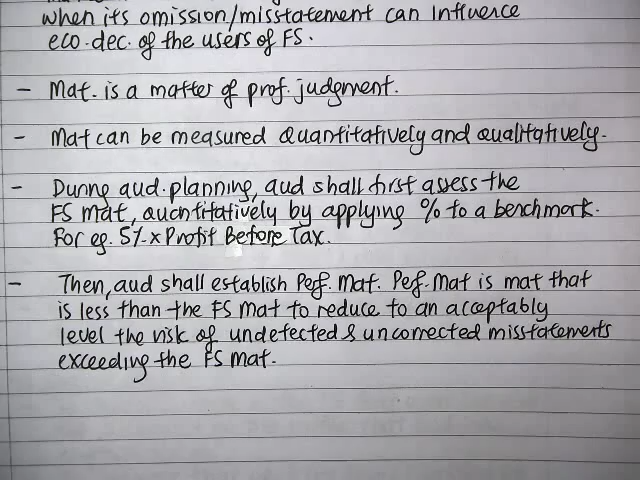 when its omission/misstatement can influence
eco. dec. of the users of FS.
- Mat. is a matter of prof. judgment.
- Mat can be measured quantitatively and qualitatively.
- During aud. planning, aud shall first assess the
FS mat, quantitatively by applying % to a benchmark.
For eg. 5% x Profit Before Tax.
- Then, aud shall establish Perf. Mat. Perf. Mat is mat that
is less than the FS mat to reduce to an acceptably
level the risk of undetected & uncorrected misstatements
exceeding the FS mat.